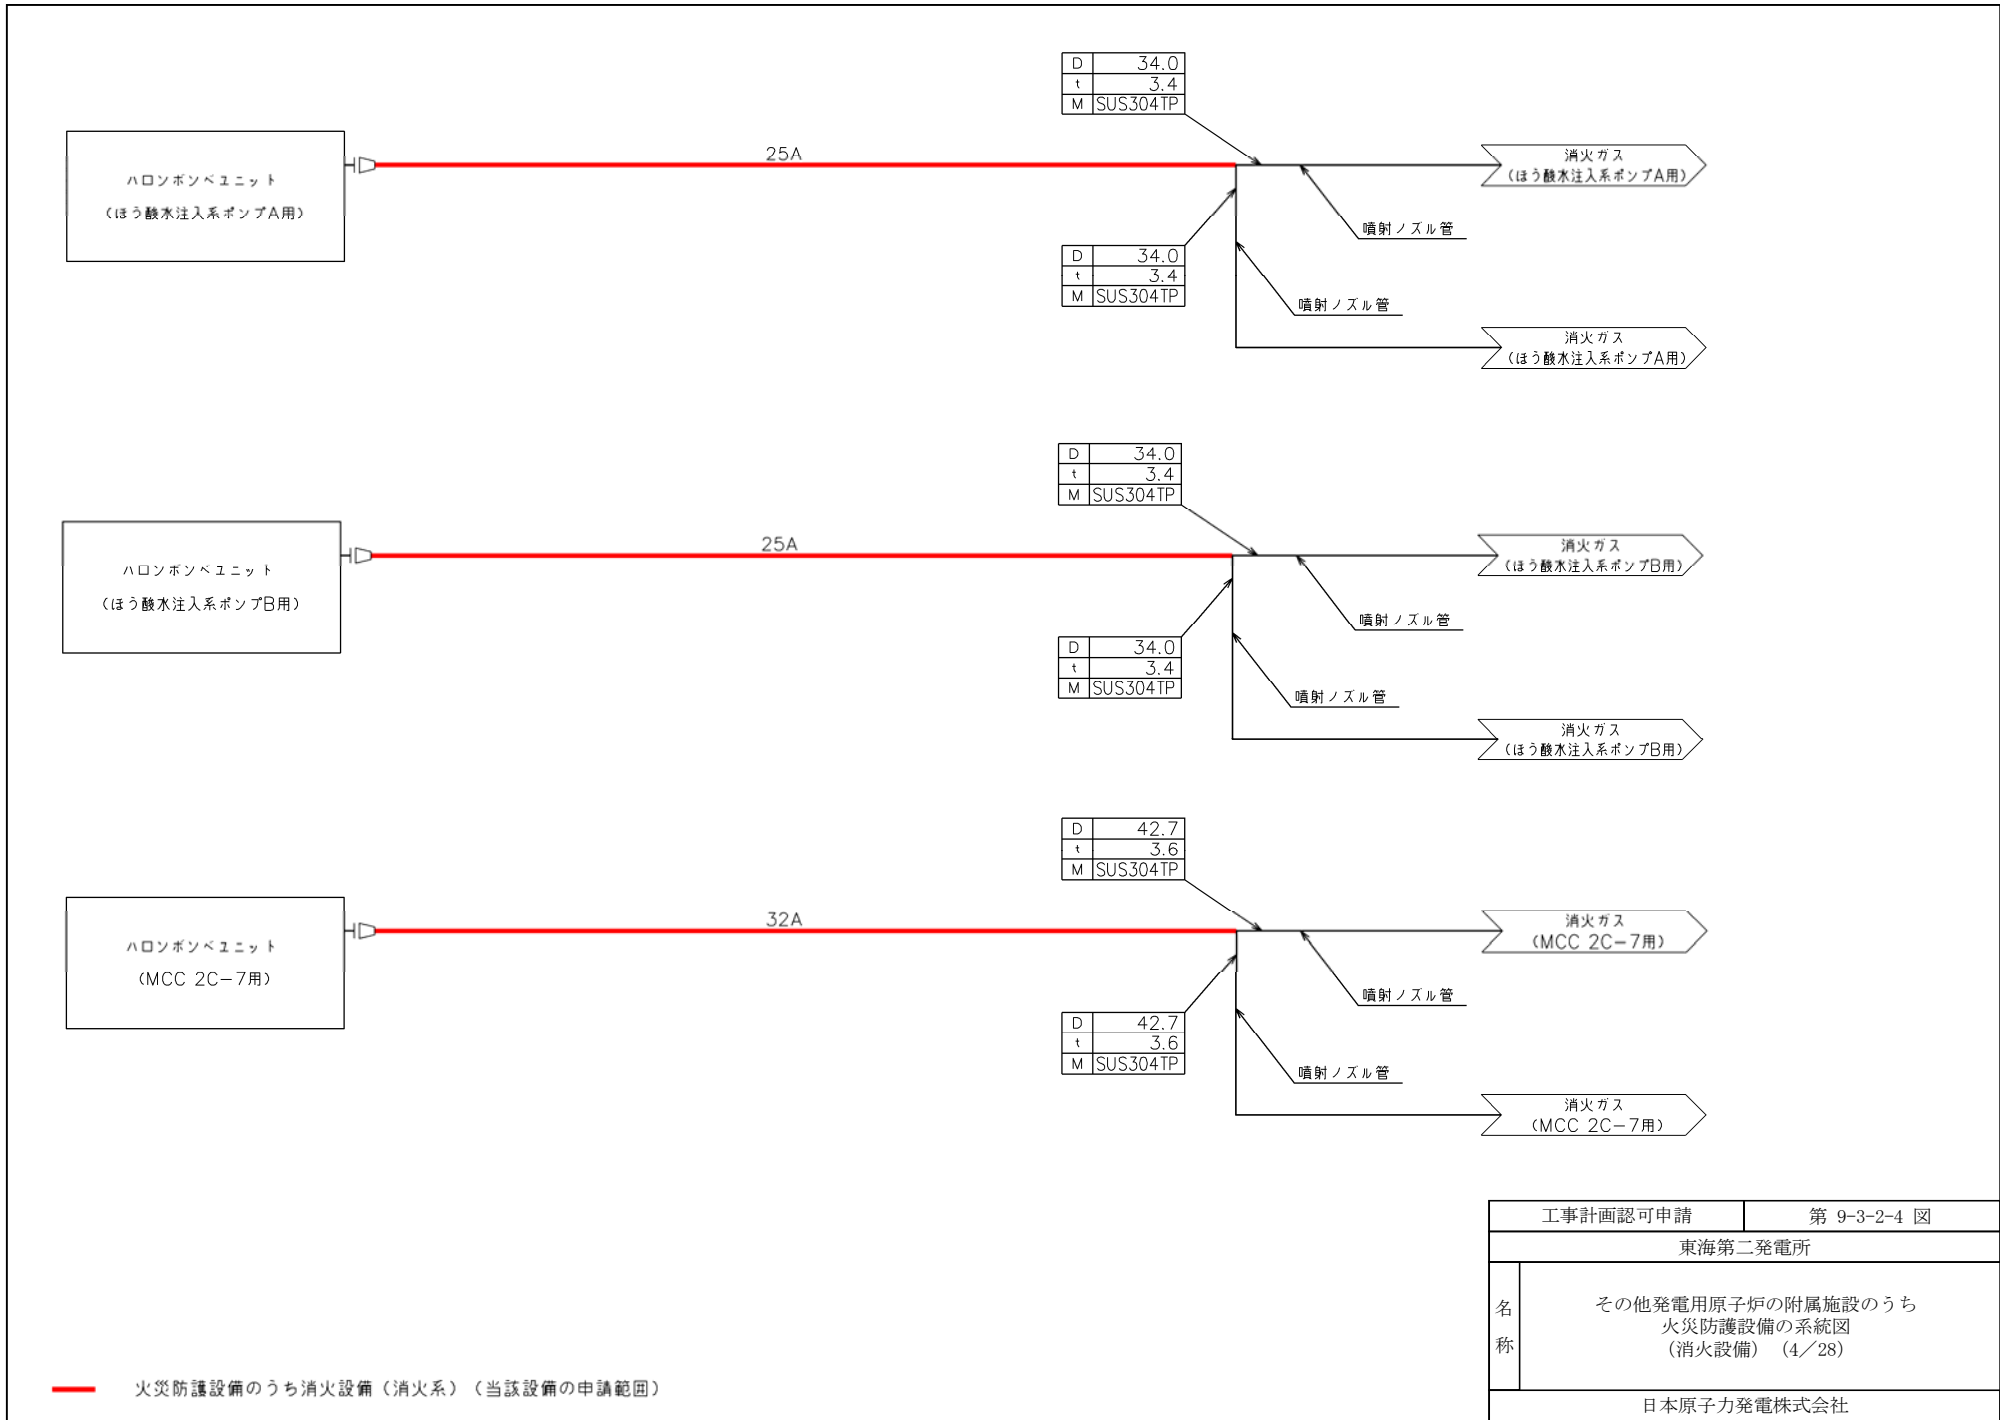 D 34.0
t 3.4
M SUS304TP
25A
ハロンボンベユニット
(ほう酸水注入系ポンプA用)
消火ガス
(ほう酸水注入系ポンプA用)
噴射ノズル管
D 34.0
t 3.4
M SUS304TP
噴射ノズル管
消火ガス
(ほう酸水注入系ポンプA用)
D 34.0
t 3.4
M SUS304TP
25A
ハロンボンベユニット
(ほう酸水注入系ポンプB用)
消火ガス
(ほう酸水注入系ポンプB用)
噴射ノズル管
D 34.0
t 3.4
M SUS304TP
噴射ノズル管
消火ガス
(ほう酸水注入系ポンプB用)
D 42.7
t 3.6
M SUS304TP
32A
ハロンボンベユニット
(MCC 2C−7用)
消火ガス
(MCC 2C−7用)
噴射ノズル管
D 42.7
t 3.6
M SUS304TP
噴射ノズル管
消火ガス
(MCC 2C−7用)
工事計画認可申請 第 9-3-2-4 図
東海第二発電所
名称
その他発電用原子炉の附属施設のうち
火災防護設備の系統図
(消火設備) (4／28)
日本原子力発電株式会社
火災防護設備のうち消火設備(消火系)(当該設備の申請範囲)